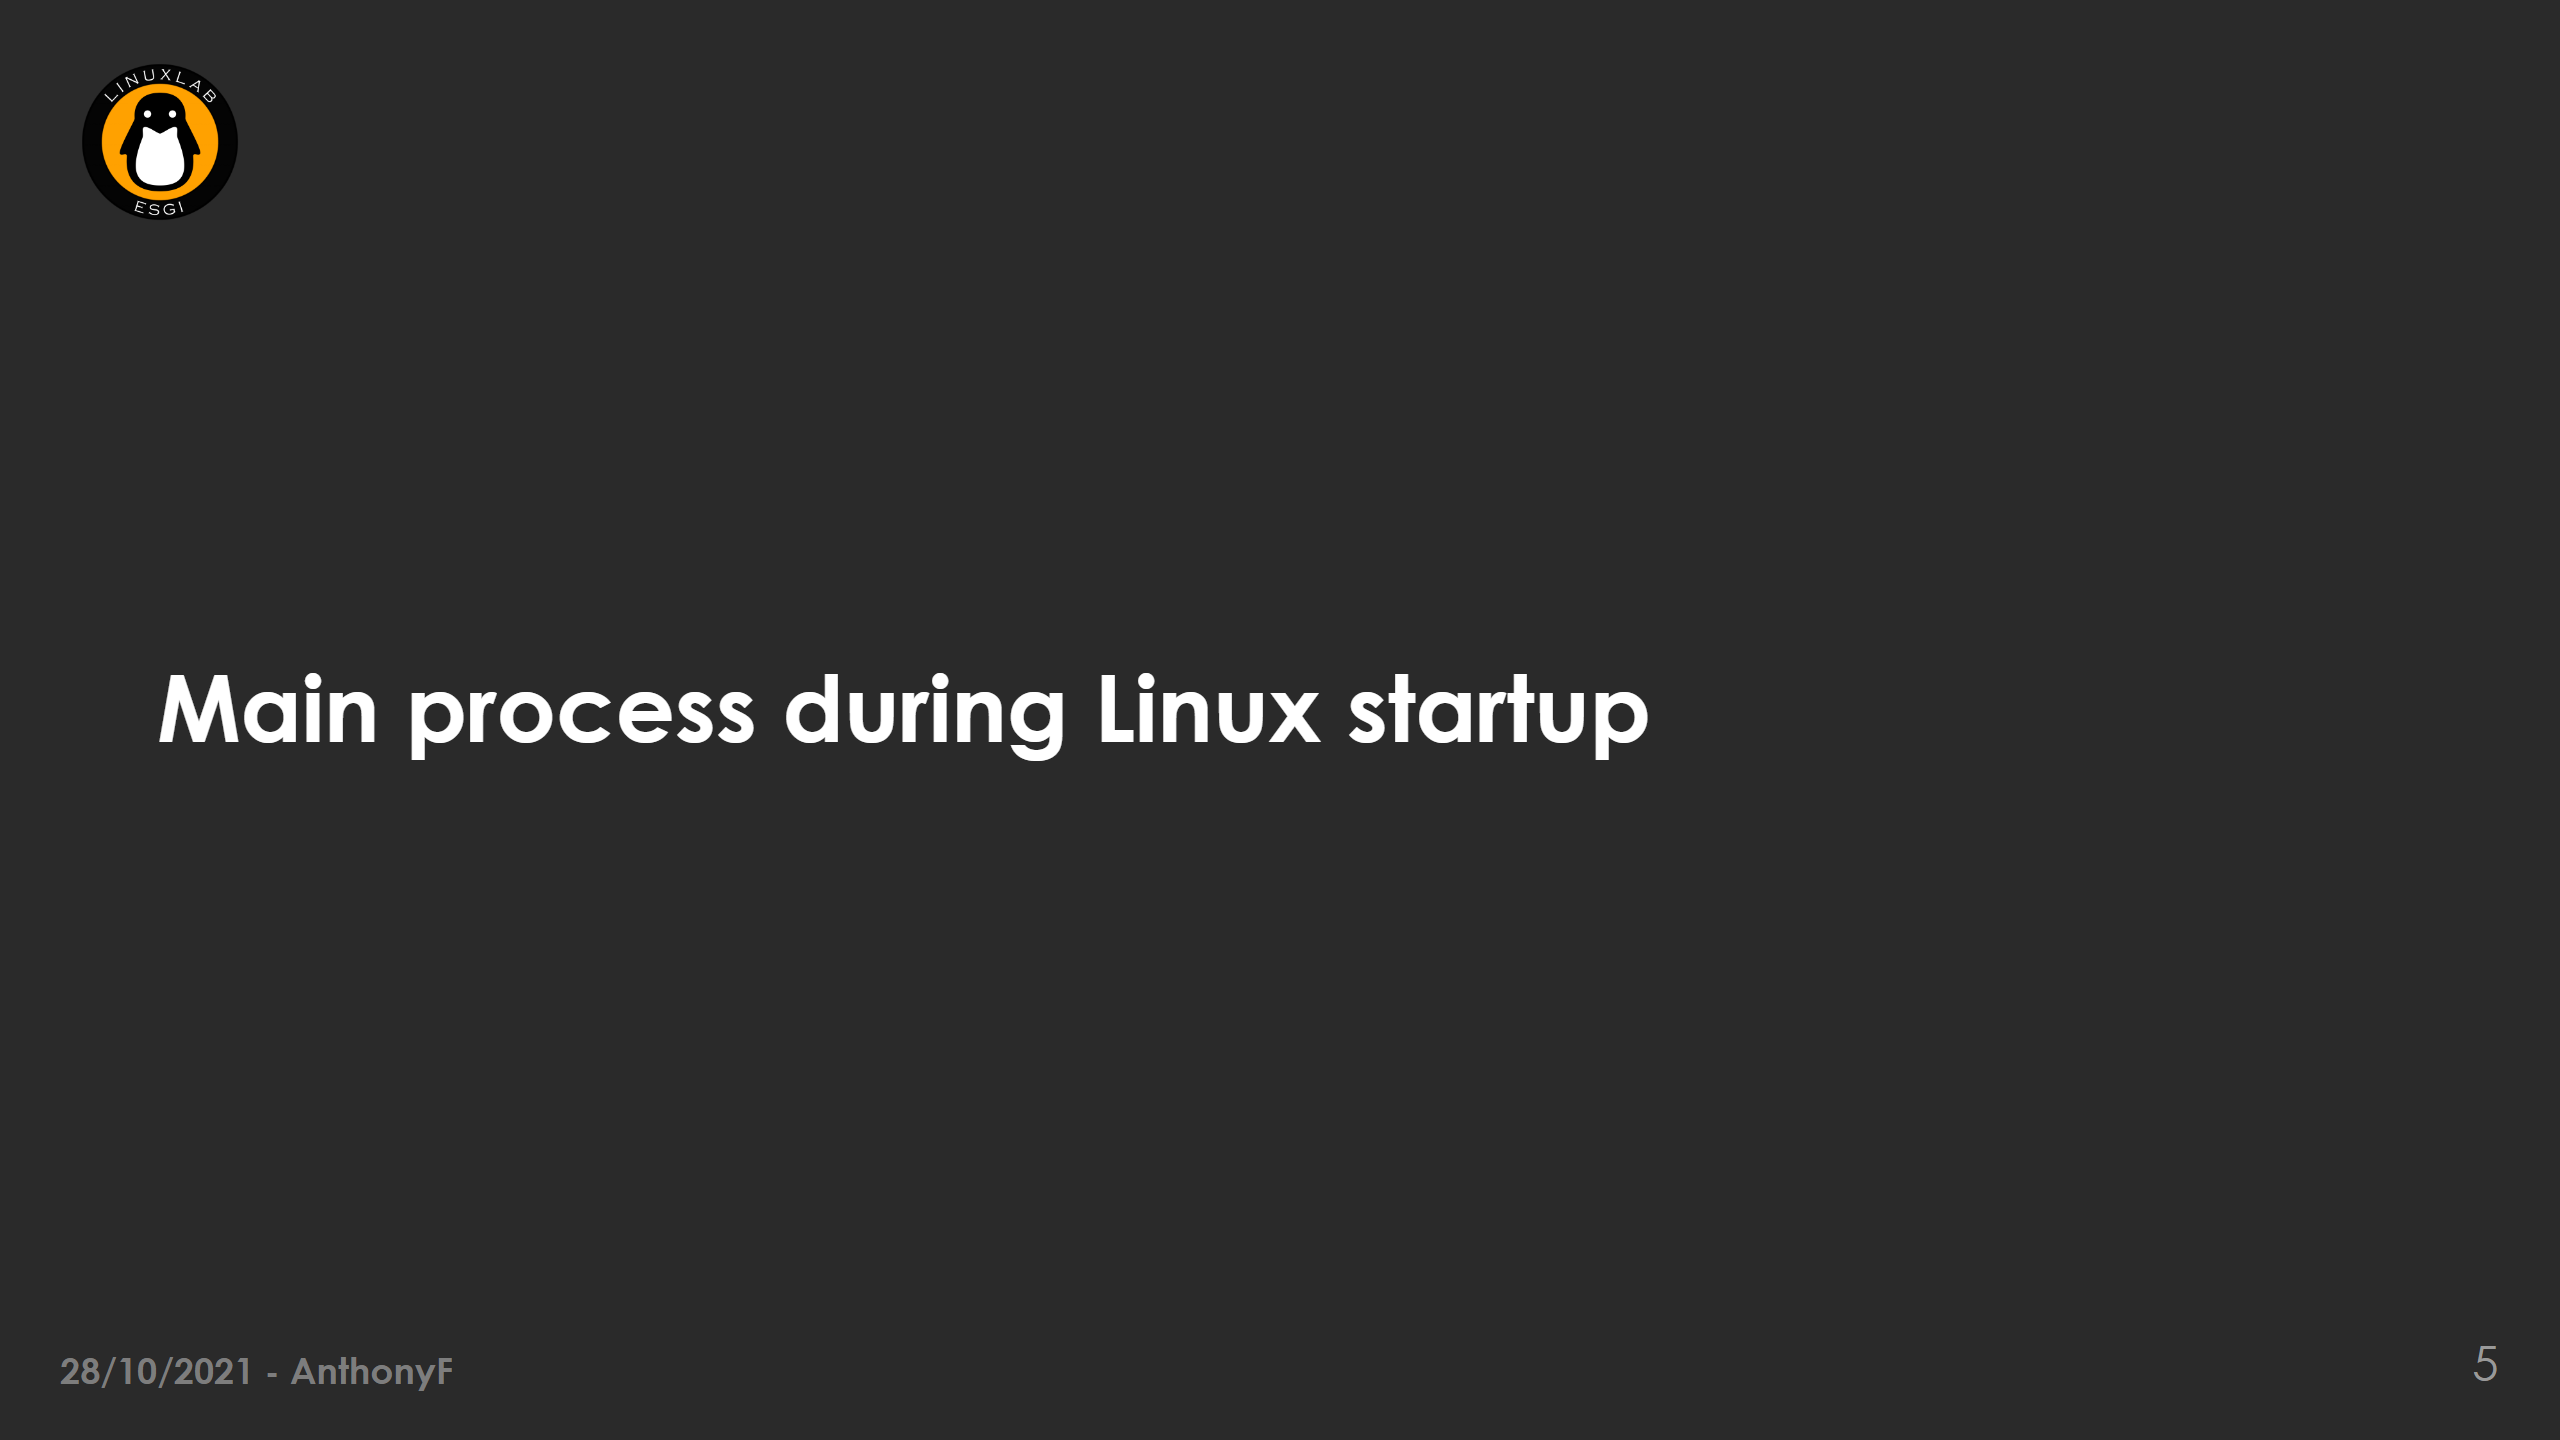 LINUXLAB
ESGI
Main process during Linux startup
28/10/2021 - AnthonyF
5